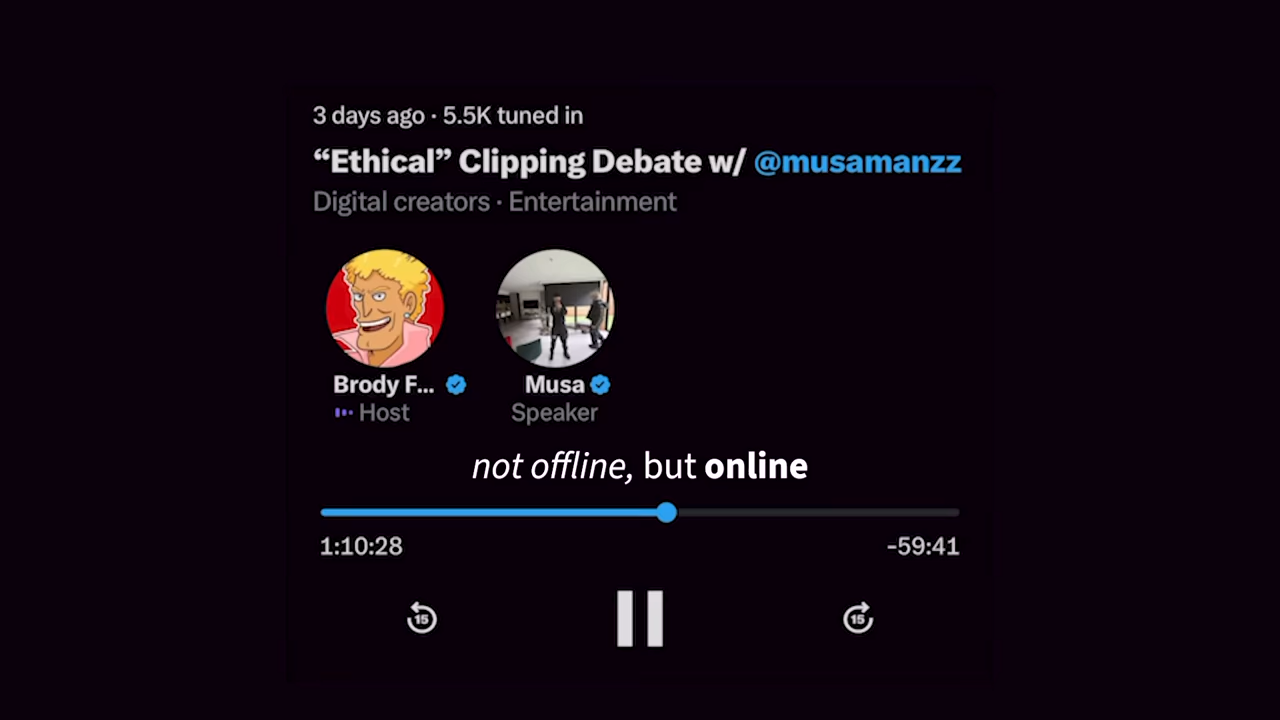 3 days ago · 5.5K tuned in
“Ethical” Clipping Debate w/ @musamanzz
Digital creators · Entertainment
Brody F... Musa
Host Speaker
not offline, but online
1:10:28 -59:41
15 15